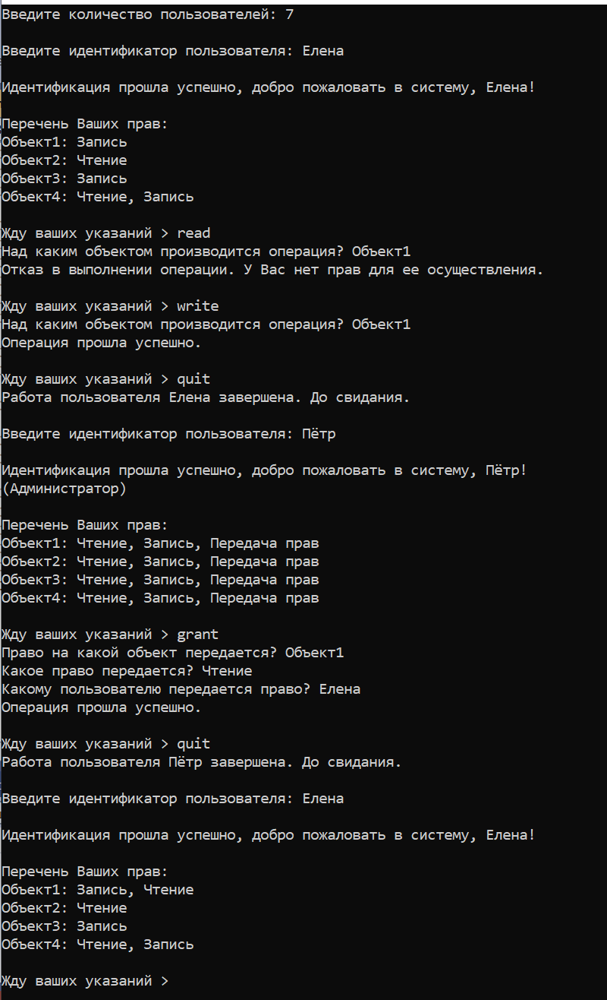 Введите количество пользователей: 7
Введите идентификатор пользователя: Елена
Идентификация прошла успешно, добро пожаловать в систему, Елена!
Перечень Ваших прав:
Объект1: Запись
Объект2: Чтение
Объект3: Запись
Объект4: Чтение, Запись
Жду ваших указаний > read
Над каким объектом производится операция? Объект1
Отказ в выполнении операции. У Вас нет прав для ее осуществления.
Жду ваших указаний > write
Над каким объектом производится операция? Объект1
Операция прошла успешно.
Жду ваших указаний > quit
Работа пользователя Елена завершена. До свидания.
Введите идентификатор пользователя: Пётр
Идентификация прошла успешно, добро пожаловать в систему, Пётр!
(Администратор)
Перечень Ваших прав:
Объект1: Чтение, Запись, Передача прав
Объект2: Чтение, Запись, Передача прав
Объект3: Чтение, Запись, Передача прав
Объект4: Чтение, Запись, Передача прав
Жду ваших указаний > grant
Право на какой объект передается? Объект1
Какое право передается? Чтение
Какому пользователю передается право? Елена
Операция прошла успешно.
Жду ваших указаний > quit
Работа пользователя Пётр завершена. До свидания.
Введите идентификатор пользователя: Елена
Идентификация прошла успешно, добро пожаловать в систему, Елена!
Перечень Ваших прав:
Объект1: Запись, Чтение
Объект2: Чтение
Объект3: Запись
Объект4: Чтение, Запись
Жду ваших указаний >